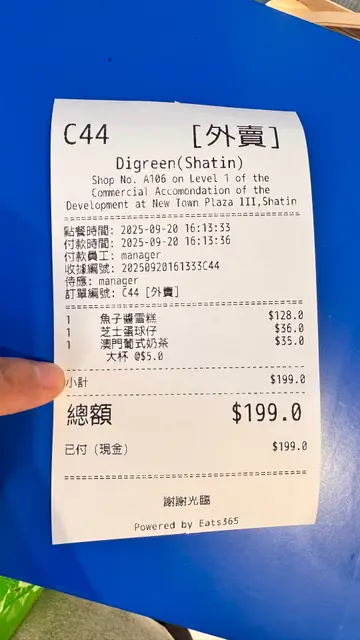 C44 [外賣]
Digreen(Shatin)
Shop No. A106 on Level 1 of the
Commercial Accomondation of the
Development at New Town Plaza III,Shatin
點餐時間: 2025-09-20 16:13:33
付款時間: 2025-09-20 16:13:36
付款員工: manager
收據編號: 20250920161333C44
侍應: manager
訂單編號: C44 [外賣]
1 魚子醬雪糕 $128.0
1 芝士蛋球仔 $36.0
1 澳門葡式奶茶 $35.0
大杯 @$5.0
小計 $199.0
總額 $199.0
已付 (現金) $199.0
謝謝光臨
Powered by Eats365